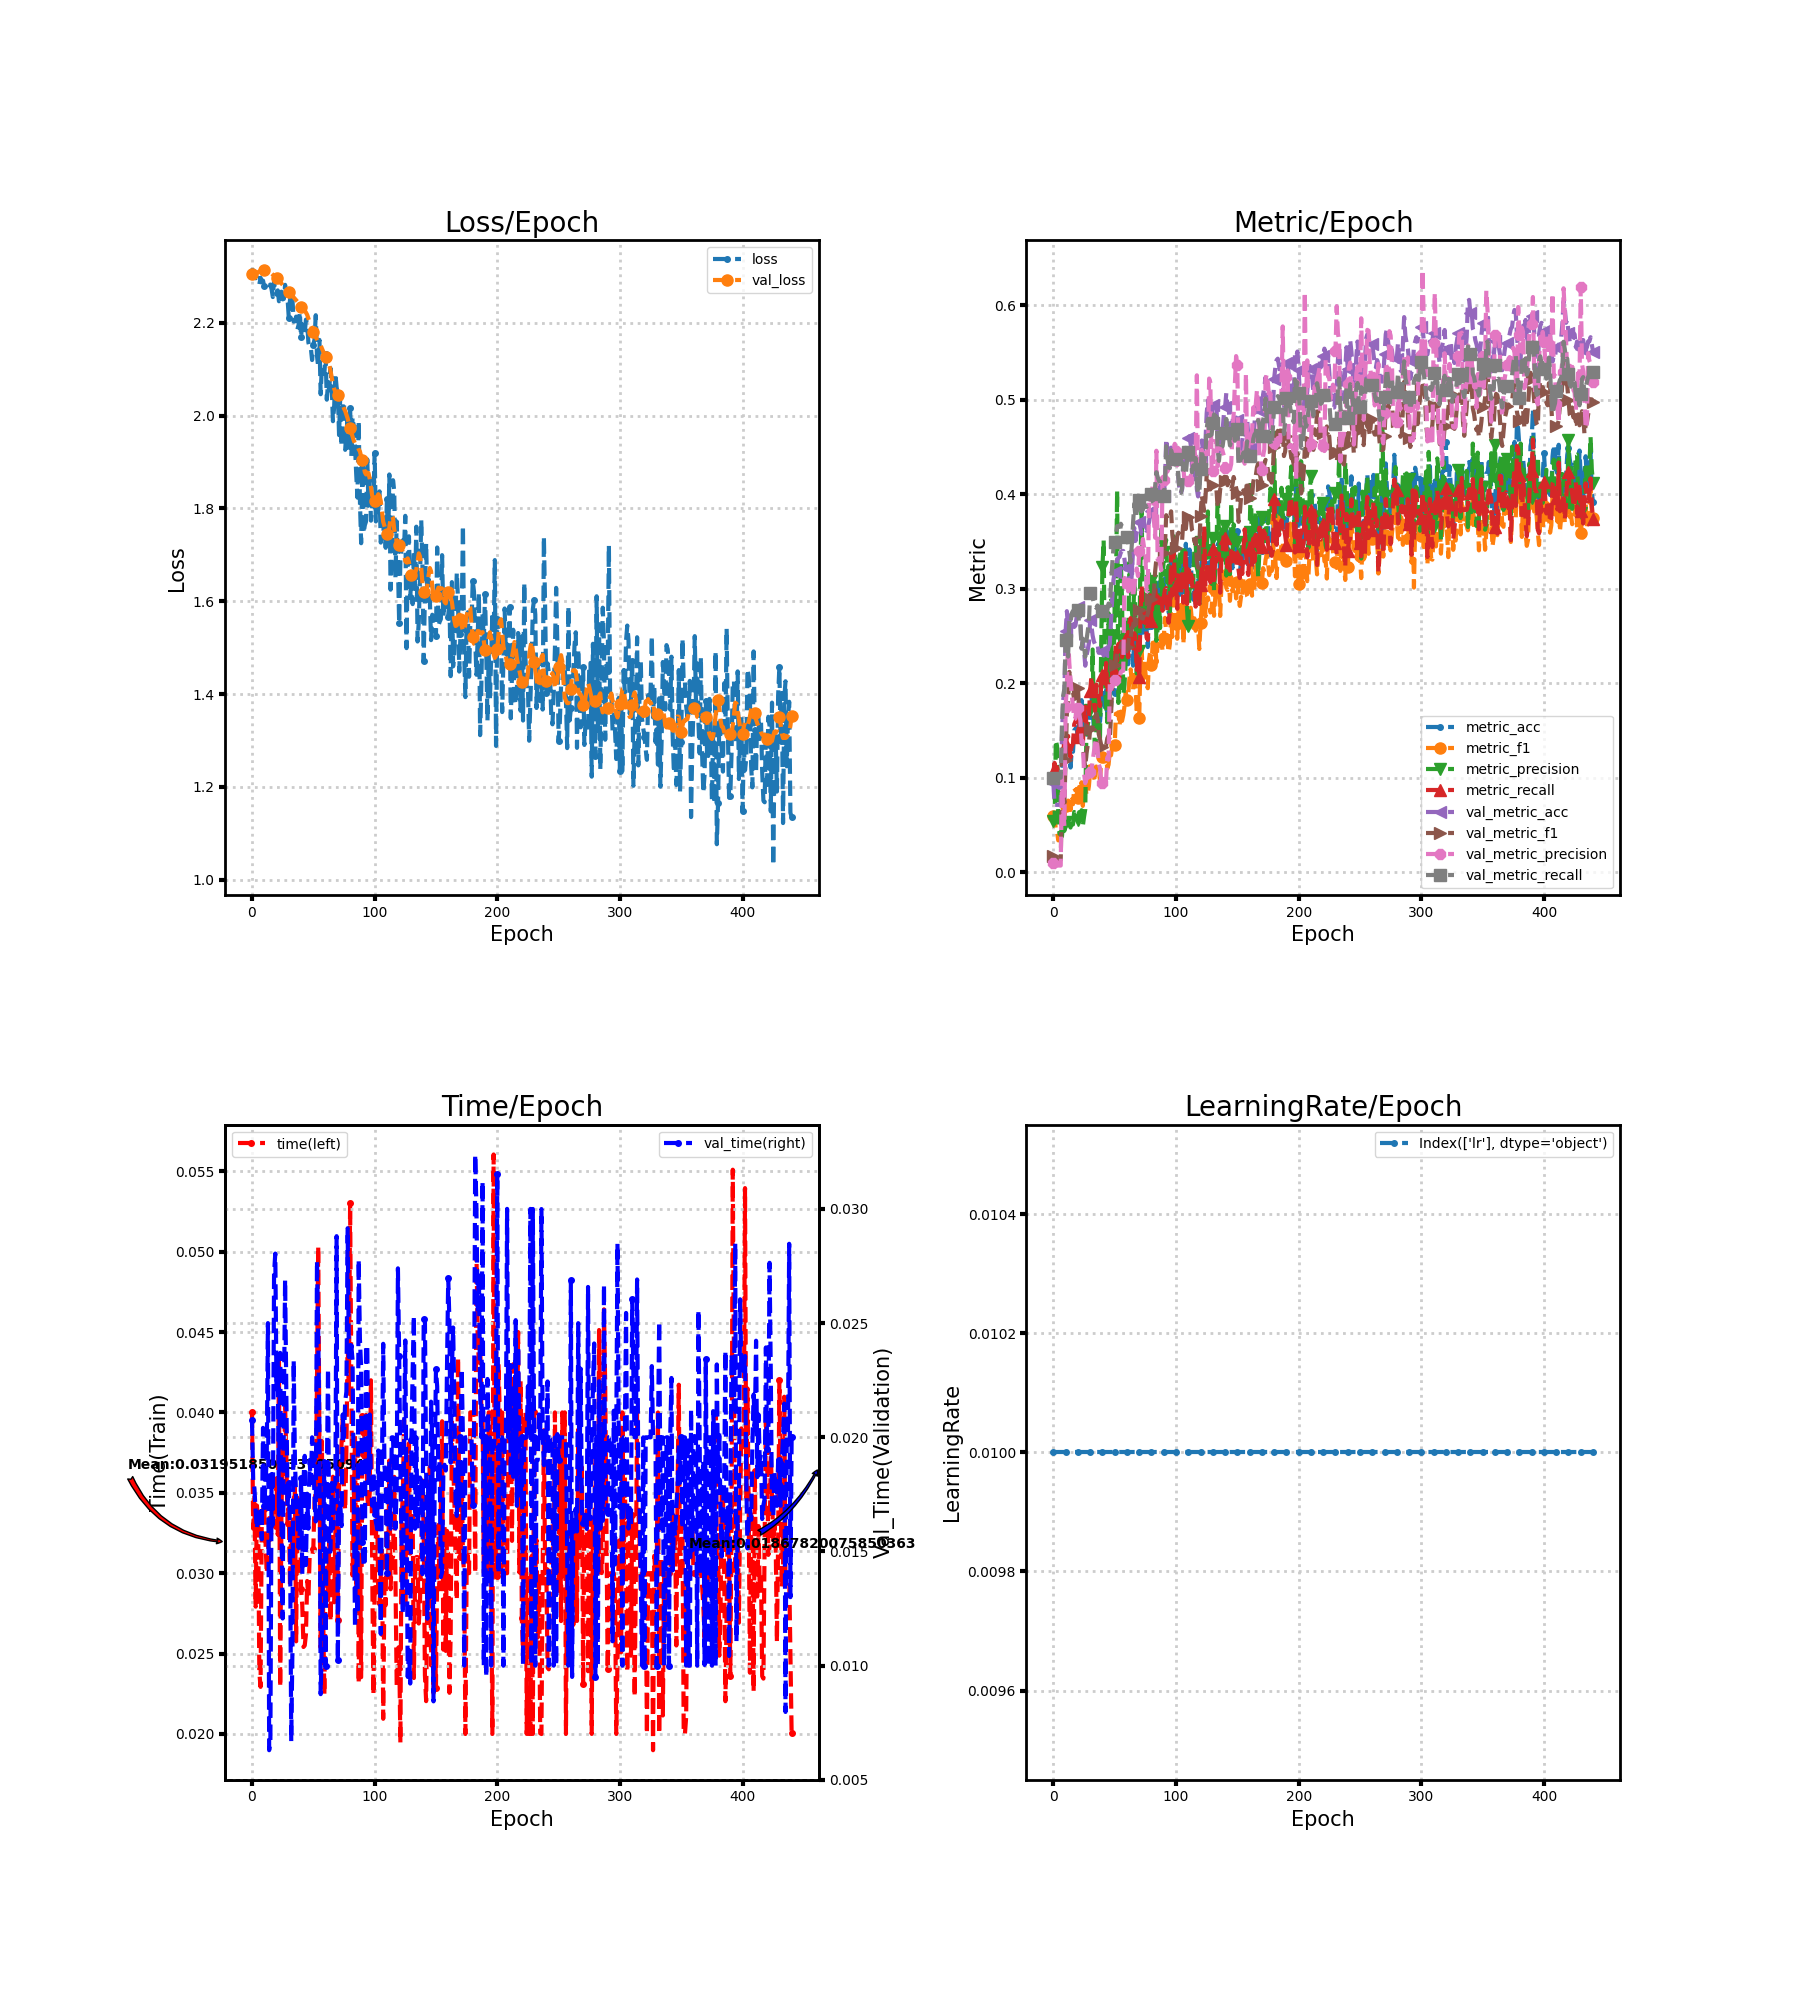 Loss/Epoch
loss
val_loss
2.2
2.0
1.8
1.6
1.4
1.2
1.0
Loss
0
100
200
300
400
Epoch
Metric/Epoch
0.6
0.5
0.4
0.3
0.2
0.1
0.0
Metric
metric_acc
metric_f1
metric_precision
metric_recall
val_metric_acc
val_metric_f1
val_metric_precision
val_metric_recall
0
100
200
300
400
Epoch
Time/Epoch
time(left)
val_time(right)
0.055
0.050
0.045
0.040
0.035
0.030
0.025
0.020
Time(Train)
0.030
0.025
0.020
0.015
0.010
0.005
Val_Time(Validation)
Mean:0.01867820075850363
0
100
200
300
400
Epoch
LearningRate/Epoch
Index(['lr'], dtype='object')
0.0104
0.0102
0.0100
0.0098
0.0096
LearningRate
0
100
200
300
400
Epoch